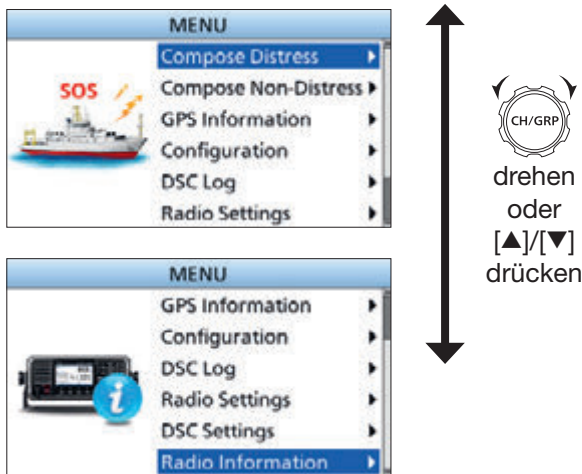 MENU
Compose Distress
SOS
Compose Non-Distress
GPS Information
Configuration
DSC Log
Radio Settings
CH/GRP
drehen
oder
[▲]/[▼]
drücken
MENU
GPS Information
Configuration
DSC Log
Radio Settings
DSC Settings
Radio Information